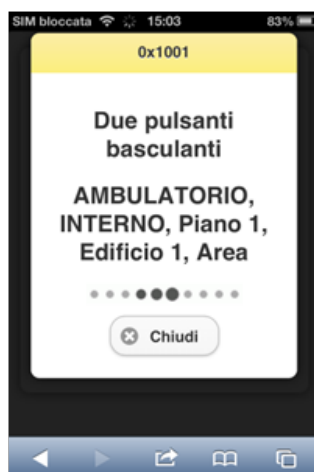 SIM bloccata 15:03 83%
0x1001
Due pulsanti
basculanti
AMBULATORIO,
INTERNO, Piano 1,
Edificio 1, Area
Chiudi